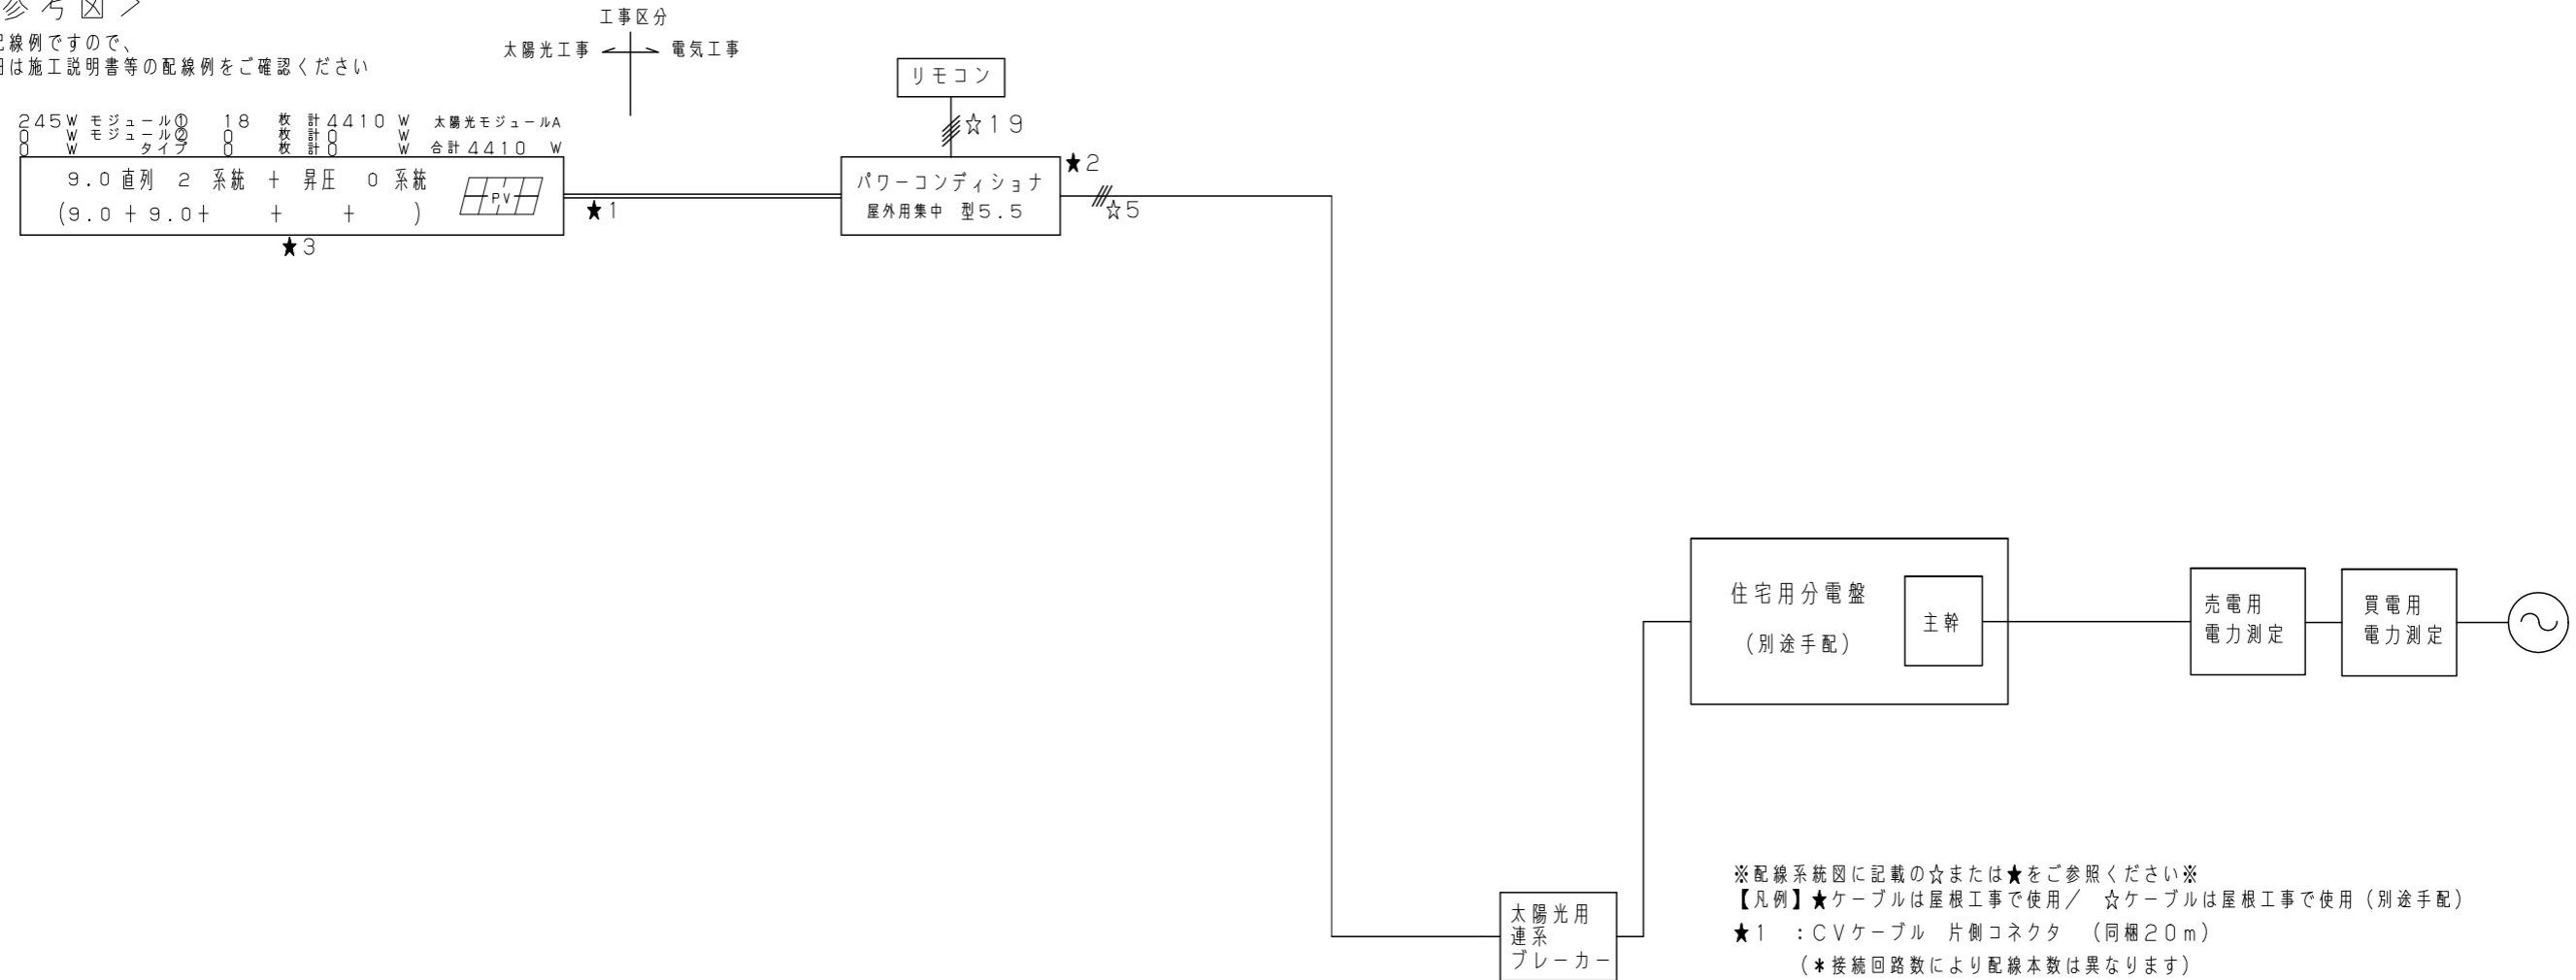 参考図>
配線例ですので、
細は施工説明書等の配線例をご確認ください
工事区分
太陽光工事 電気工事
リモコン
☆19
245W モジュール① 18 枚 計4410 W 太陽光モジュールA
0 W モジュール② 0 枚 計0 W
0 W タイプ 0 枚 計0 W 合計4410 W
9.0直列 2 系統 + 昇圧 0 系統
(9.0+9.0+ + + )
PV
★1
★3
パワーコンディショナ
屋外用集中 型5.5
★2
☆5
住宅用分電盤
(別途手配)
主幹
売電用
電力測定
買電用
電力測定
太陽光用
連系
ブレーカー
※配線系統図に記載の☆または★をご参照ください※
【凡例】★ケーブルは屋根工事で使用/ ☆ケーブルは屋根工事で使用(別途手配)
★1 :CVケーブル 片側コネクタ (同梱20m)
(*接続回路数により配線本数は異なります)